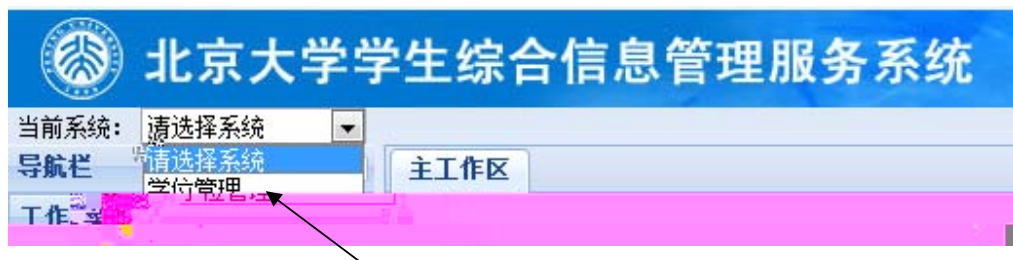 北京大学学生综合信息管理服务系统
当前系统： 请选择系统
导航栏 请选择系统 主工作区
学位管理
工作